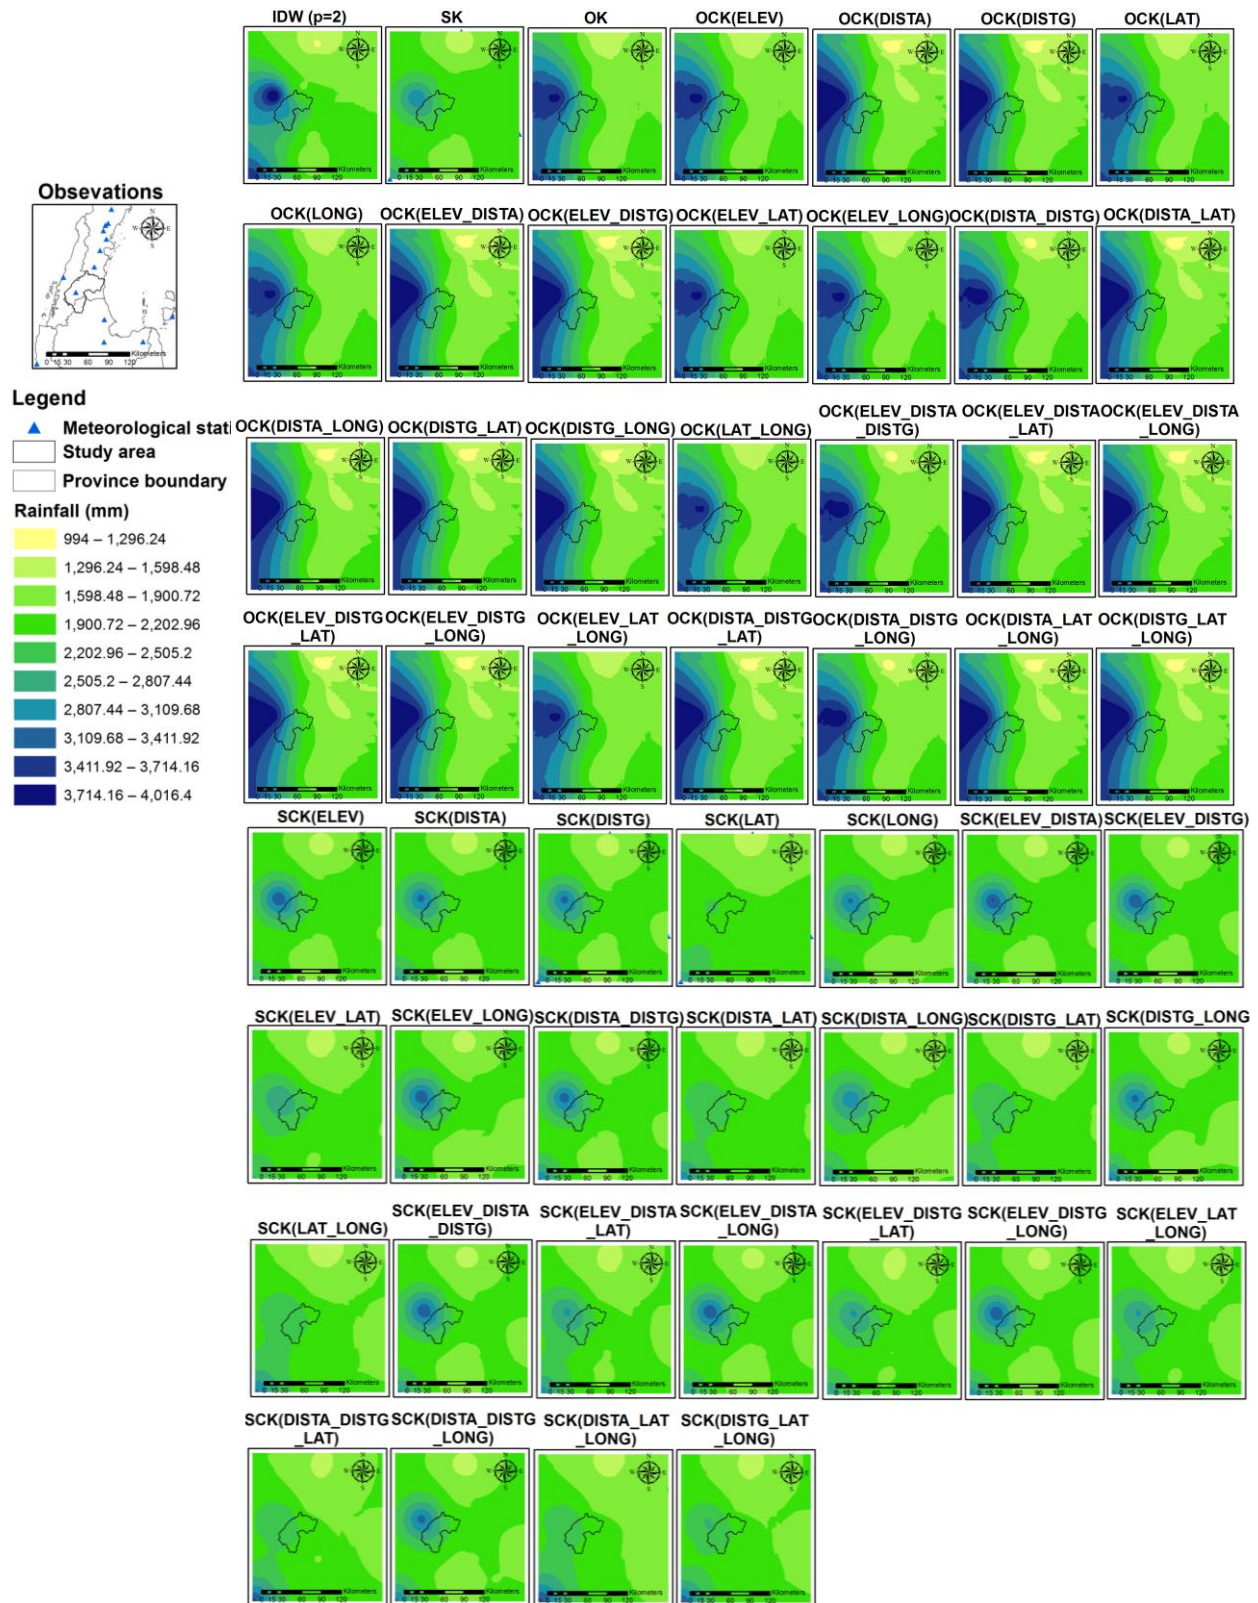 IDW (p=2) SK OK OCK(ELEV) OCK(DISTA) OCK(DISTG) OCK(LAT)
Obsevations
OCK(LONG) OCK(ELEV_DISTA) OCK(ELEV_DISTG) OCK(ELEV_LAT) OCK(ELEV_LONG) OCK(DISTA_DISTG) OCK(DISTA_LAT)
0 15 30 60 90 120 Kilometers
Legend
Meteorological stati
Study area
Province boundary
Rainfall (mm)
994 – 1,296.24
1,296.24 – 1,598.48
1,598.48 – 1,900.72
1,900.72 – 2,202.96
2,202.96 – 2,505.2
2,505.2 – 2,807.44
2,807.44 – 3,109.68
3,109.68 – 3,411.92
3,411.92 – 3,714.16
3,714.16 – 4,016.4
OCK(DISTA_LONG) OCK(DISTG_LAT) OCK(DISTG_LONG) OCK(LAT_LONG) OCK(ELEV_DISTA OCK(ELEV_DISTA OCK(ELEV_DISTA
_DISTG) _LAT) _LONG)
OCK(ELEV_DISTG OCK(ELEV_DISTG OCK(ELEV_LAT OCK(DISTA_DISTG OCK(DISTA_DISTG OCK(DISTA_LAT OCK(DISTG_LAT
_LAT) _LONG) _LONG) _LAT) _LONG) _LONG) _LONG)
SCK(ELEV) SCK(DISTA) SCK(DISTG) SCK(LAT) SCK(LONG) SCK(ELEV_DISTA) SCK(ELEV_DISTG)
SCK(ELEV_LAT) SCK(ELEV_LONG) SCK(DISTA_DISTG) SCK(DISTA_LAT) SCK(DISTA_LONG) SCK(DISTG_LAT) SCK(DISTG_LONG
SCK(LAT_LONG) SCK(ELEV_DISTA SCK(ELEV_DISTA SCK(ELEV_DISTA SCK(ELEV_DISTG SCK(ELEV_DISTG SCK(ELEV_LAT
_DISTG) _LAT) _LONG) _LAT) _LONG) _LONG)
SCK(DISTA_DISTG SCK(DISTA_DISTG SCK(DISTA_LAT SCK(DISTG_LAT
_LAT) _LONG) _LONG) _LONG)